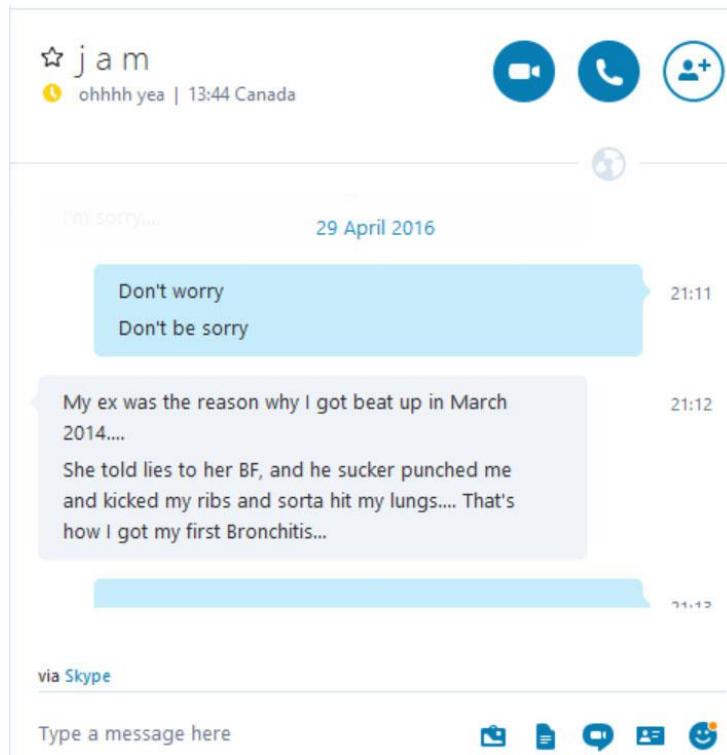 j a m
ohhhh yea | 13:44 Canada
I'm sorry....
29 April 2016
Don't worry
21:11
Don't be sorry
My ex was the reason why I got beat up in March
21:12
2014....
She told lies to her BF, and he sucker punched me
and kicked my ribs and sorta hit my lungs.... That's
how I got my first Bronchitis...
21:13
via Skype
Type a message here